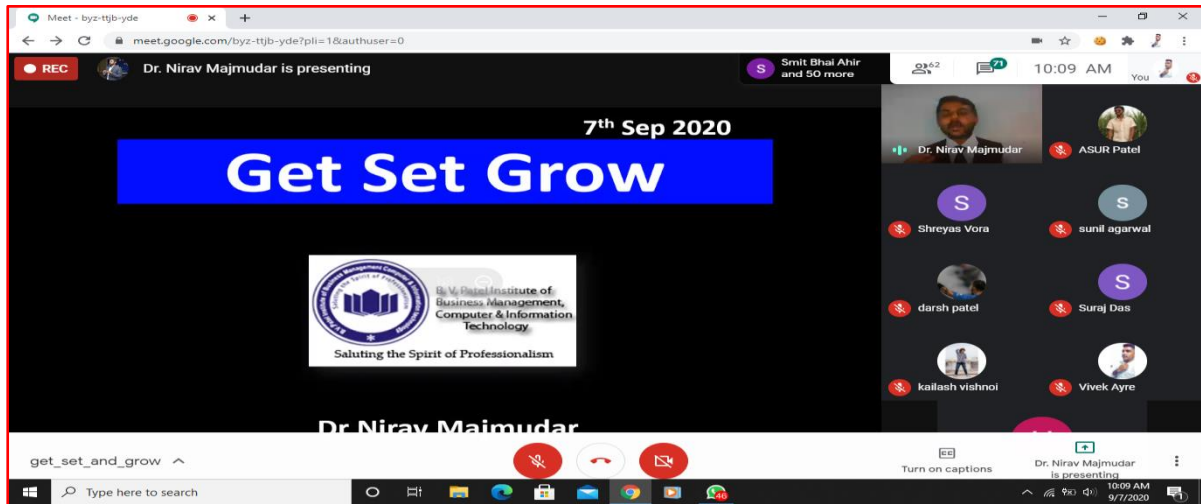 Meet - byz-ttjb-yde
meet.google.com/byz-ttjb-yde?pli=1&authuser=0
REC
Dr. Nirav Majmudar is presenting
S
Smit Bhai Ahir
and 50 more
62
71
10:09 AM
You
7th Sep 2020
Get Set Grow
B. V. Patel Institute of
Business Management,
Computer & Information
Technology
Saluting the Spirit of Professionalism
Dr Nirav Majmudar
Dr. Nirav Majmudar
ASUR Patel
S
Shreyas Vora
s
sunil agarwal
darsh patel
S
Suraj Das
kailash vishnoi
Vivek Ayre
get_set_and_grow
Turn on captions
Dr. Nirav Majmudar
is presenting
Type here to search
46
10:09 AM
9/7/2020